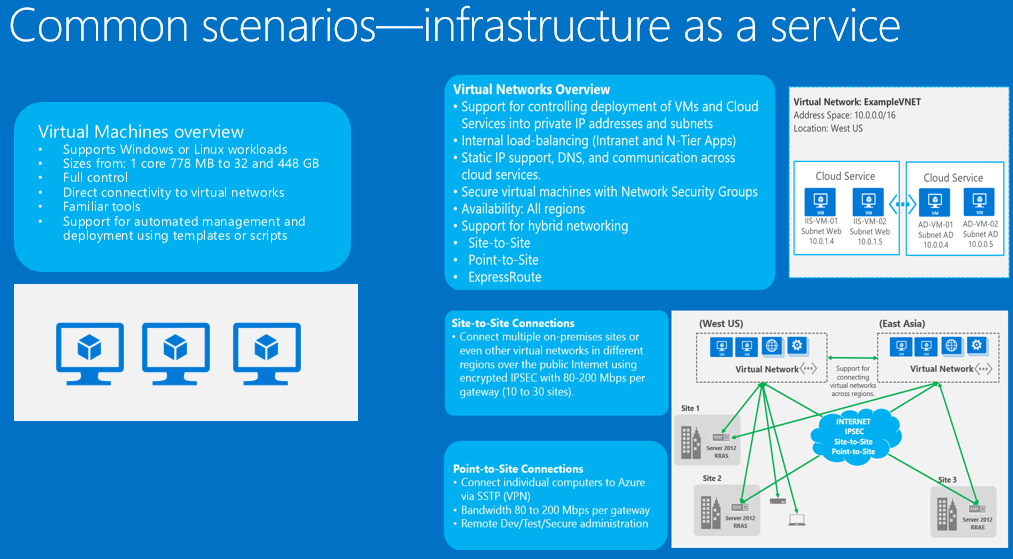 Common scenarios—infrastructure as a service
Virtual Machines overview
• Supports Windows or Linux workloads
• Sizes from: 1 core 778 MB to 32 and 448 GB
• Full control
• Direct connectivity to virtual networks
• Familiar tools
• Support for automated management and
deployment using templates or scripts
Virtual Networks Overview
• Support for controlling deployment of VMs and Cloud
Services into private IP addresses and subnets
• Internal load-balancing (Intranet and N-Tier Apps)
• Static IP support, DNS, and communication across
cloud services.
• Secure virtual machines with Network Security Groups
• Availability: All regions
• Support for hybrid networking
• Site-to-Site
• Point-to-Site
• ExpressRoute
Virtual Network: ExampleVNET
Address Space: 10.0.0.0/16
Location: West US
Cloud Service
VM
IIS-VM-01
Subnet Web
10.0.1.4
VM
IIS-VM-02
Subnet Web
10.0.1.5
Cloud Service
VM
AD-VM-01
Subnet AD
10.0.0.4
VM
AD-VM-02
Subnet AD
10.0.0.5
Site-to-Site Connections
• Connect multiple on-premises sites or
even other virtual networks in different
regions over the public Internet using
encrypted IPSEC with 80-200 Mbps per
gateway (10 to 30 sites).
Point-to-Site Connections
• Connect individual computers to Azure
via SSTP (VPN)
• Bandwidth 80 to 200 Mbps per gateway
• Remote Dev/Test/Secure administration
(West US)
Virtual Network
(East Asia)
Virtual Network
Support for
connecting
virtual networks
across regions.
INTERNET
IPSEC
Site-to-Site
Point-to-Site
Site 1
Server 2012
RRAS
Site 2
Server 2012
RRAS
Site 3
Server 2012
RRAS